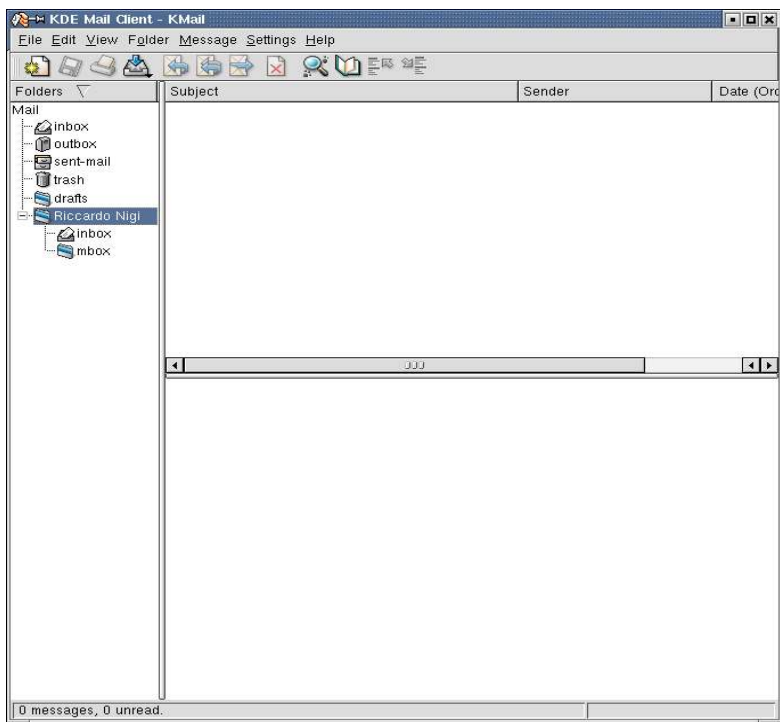 KDE Mail Client - KMail
File Edit View Folder Message Settings Help
Folders Subject Sender Date (Ord
Mail
inbox
outbox
sent-mail
trash
drafts
Riccardo Nigi
inbox
mbox
0 messages, 0 unread.